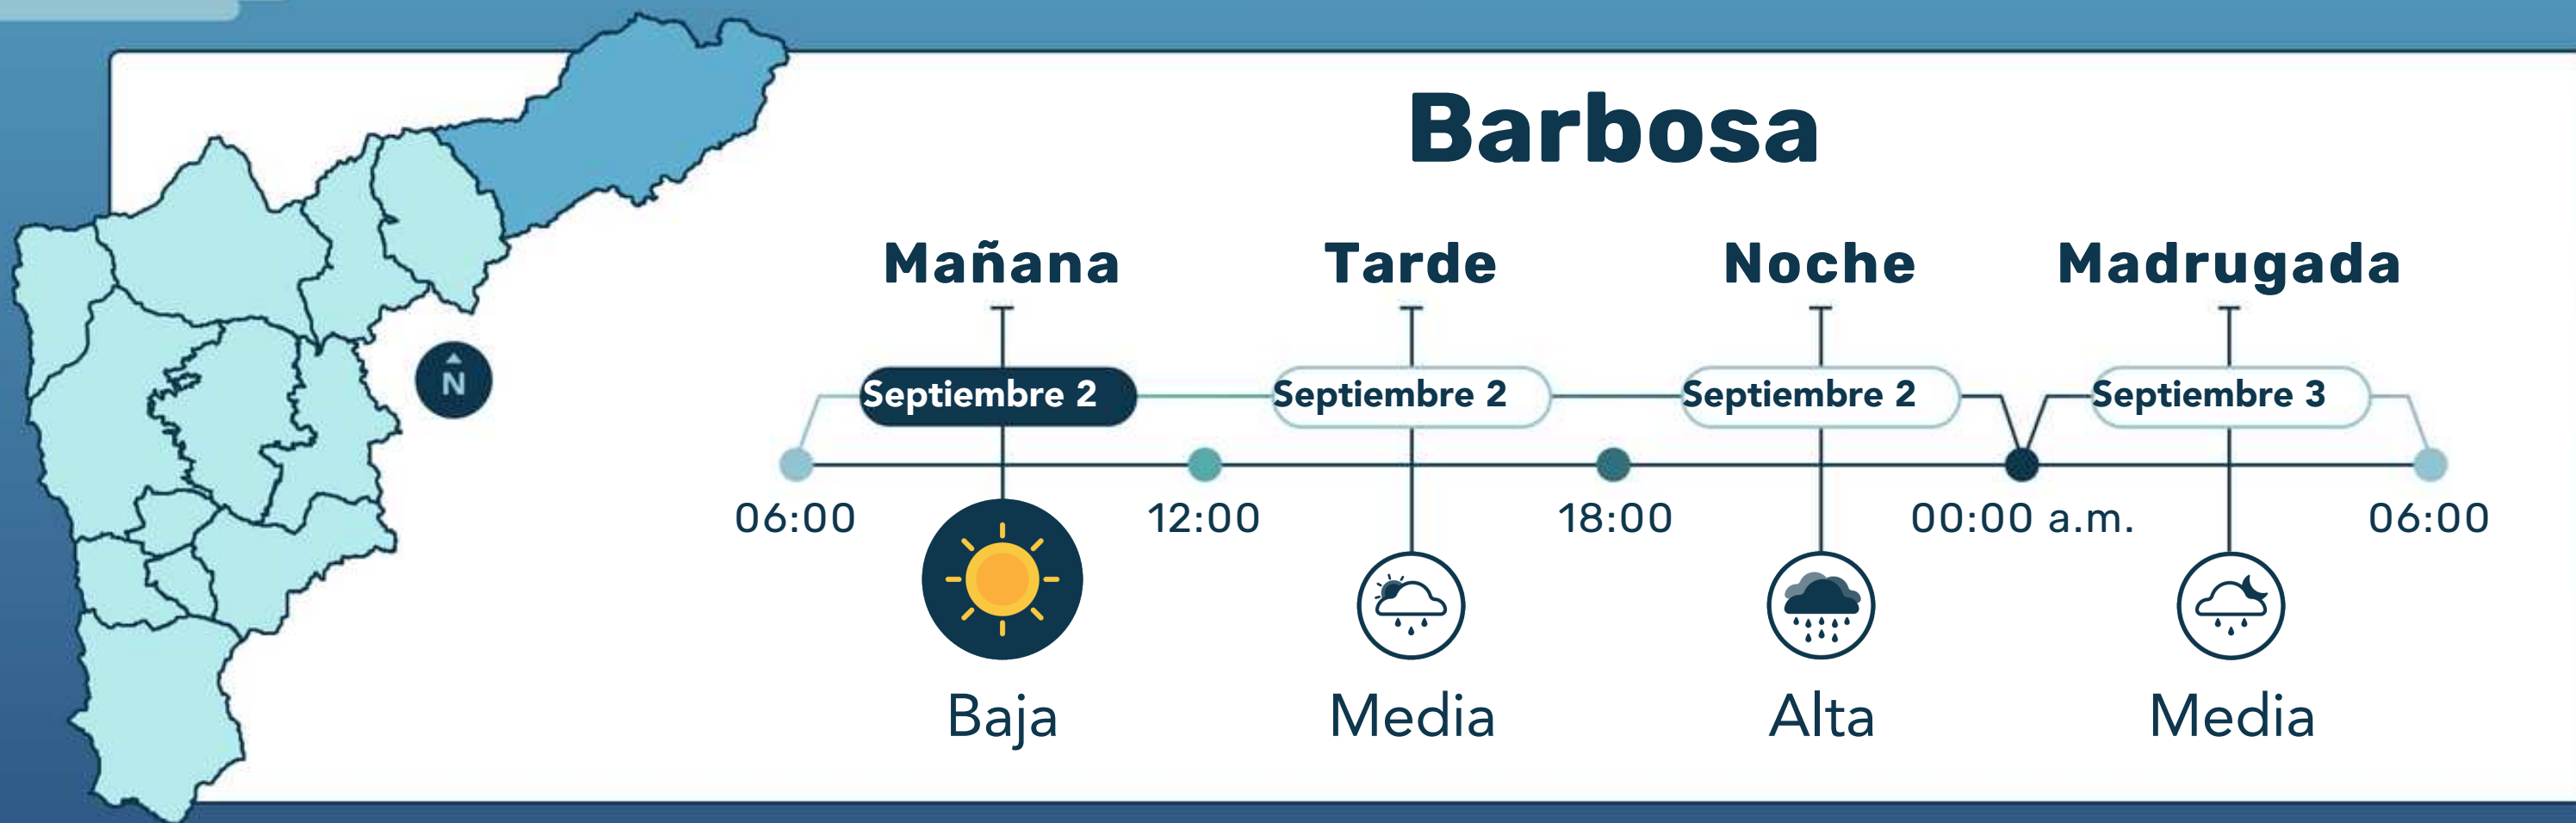 Barbosa
Mañana Tarde Noche Madrugada
Septiembre 2 Septiembre 2 Septiembre 2 Septiembre 3
N
06:00 12:00 18:00 00:00 a.m. 06:00
Baja Media Alta Media